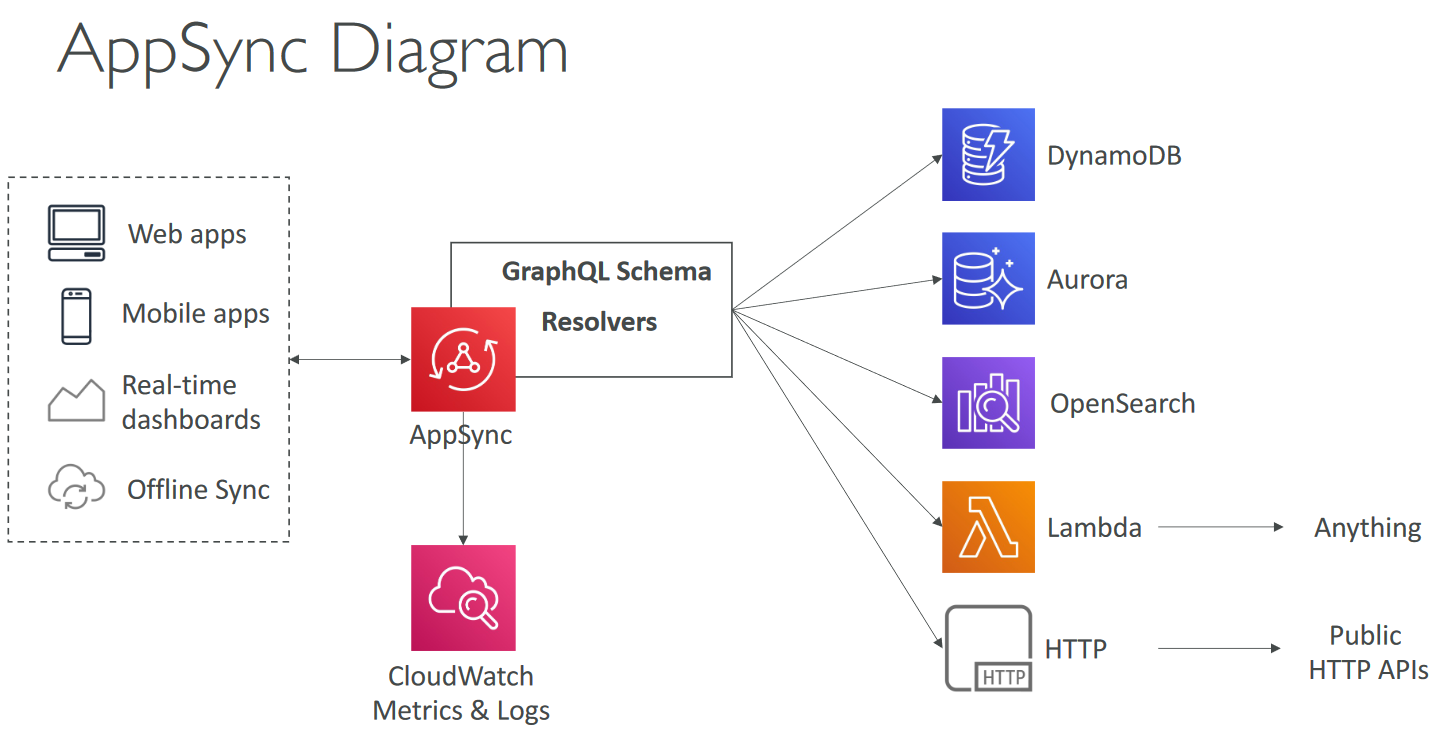 AppSync Diagram
Web apps
Mobile apps
Real-time
dashboards
Offline Sync
GraphQL Schema
Resolvers
AppSync
CloudWatch
Metrics & Logs
DynamoDB
Aurora
OpenSearch
Lambda
Anything
HTTP
HTTP
Public
HTTP APIs